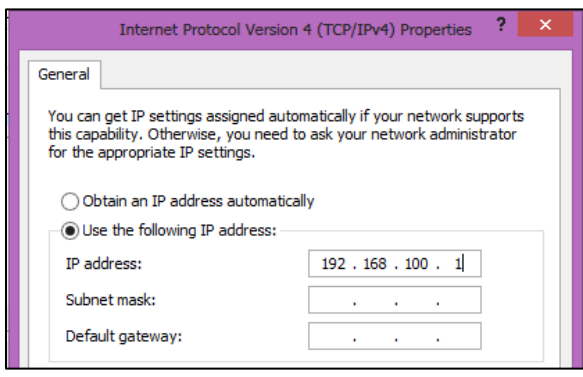 Internet Protocol Version 4 (TCP/IPv4) Properties ? ×
General
You can get IP settings assigned automatically if your network supports
this capability. Otherwise, you need to ask your network administrator
for the appropriate IP settings.
Obtain an IP address automatically
Use the following IP address:
IP address: 192 . 168 . 100 . 1
Subnet mask: . . .
Default gateway: . . .